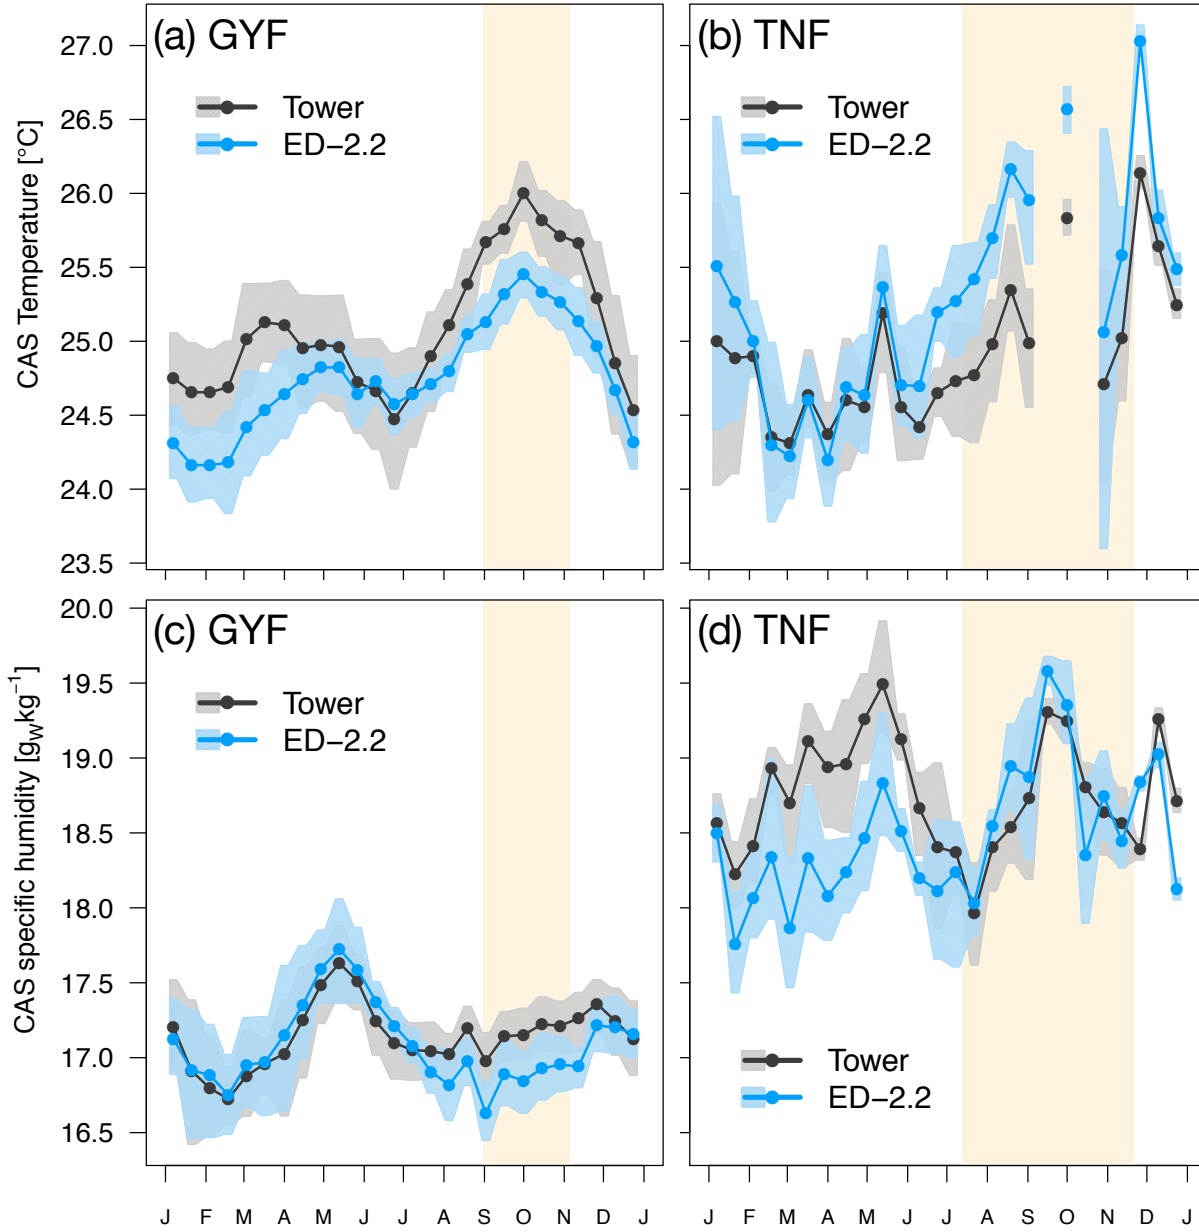 (a) GYF
(b) TNF
CAS Temperature [°C]
27.0
26.5
26.0
25.5
25.0
24.5
24.0
23.5
Tower
ED−2.2
Tower
ED−2.2
(c) GYF
(d) TNF
CAS specific humidity [gWkg−1]
20.0
19.5
19.0
18.5
18.0
17.5
17.0
16.5
Tower
ED−2.2
Tower
ED−2.2
J F M A M J J A S O N D J
J F M A M J J A S O N D J